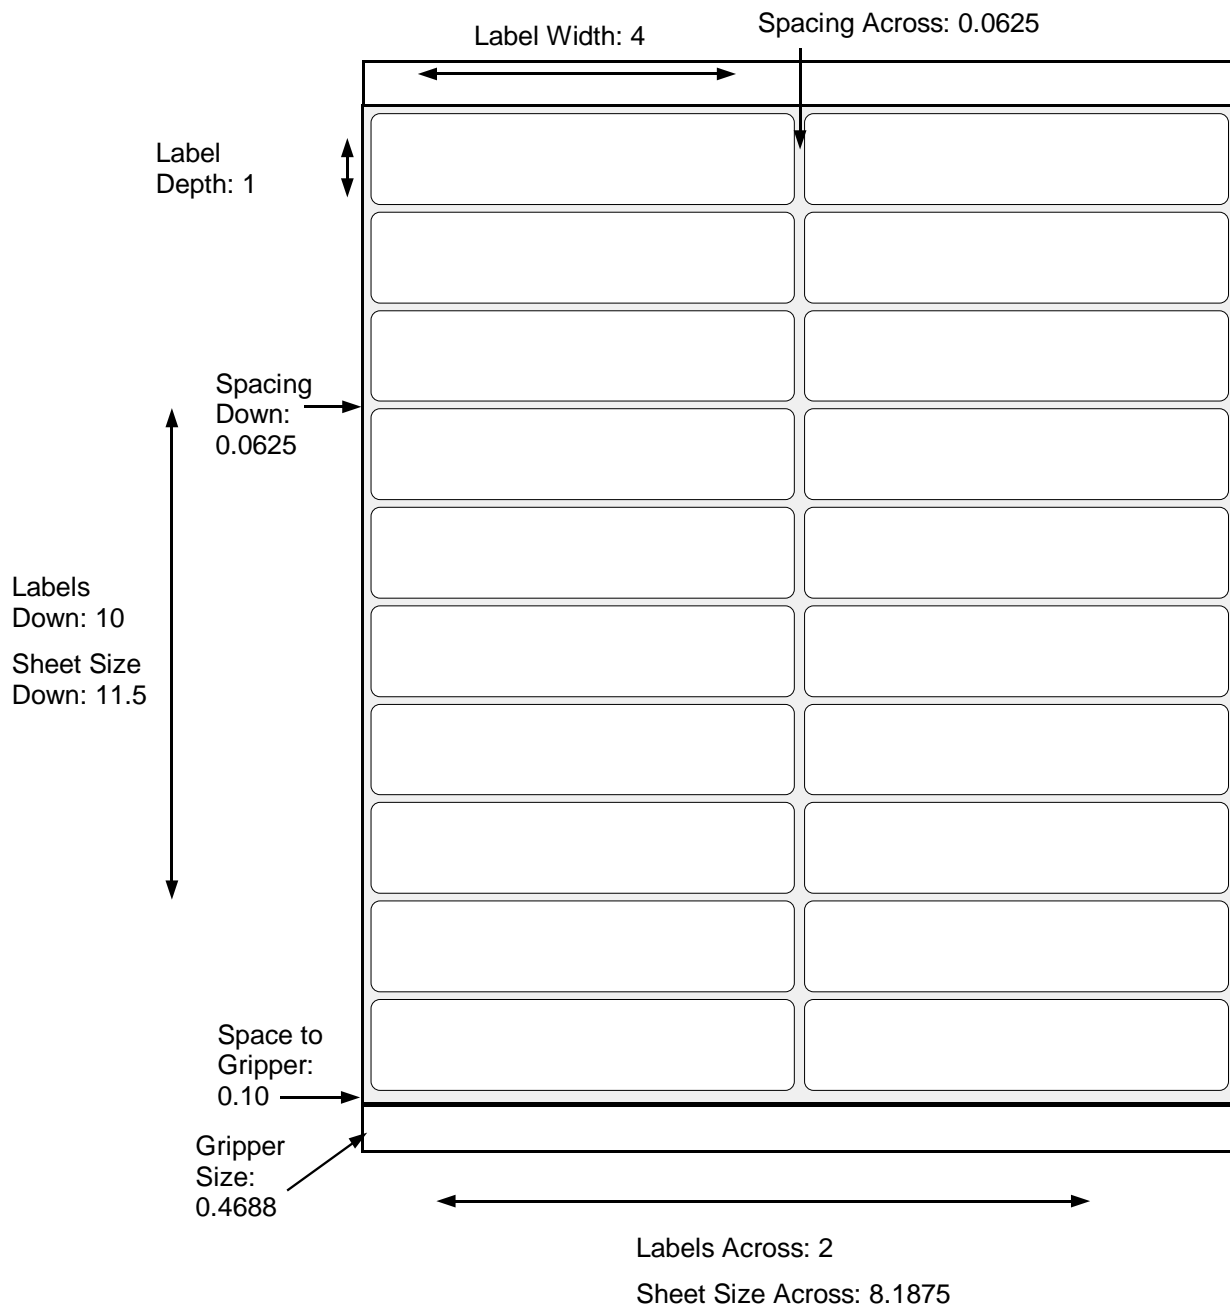 Label Width: 4
Spacing Across: 0.0625
Label
Depth: 1
Spacing
Down:
0.0625
Labels
Down: 10
Sheet Size
Down: 11.5
Space to
Gripper:
0.10
Gripper
Size:
0.4688
Labels Across: 2
Sheet Size Across: 8.1875